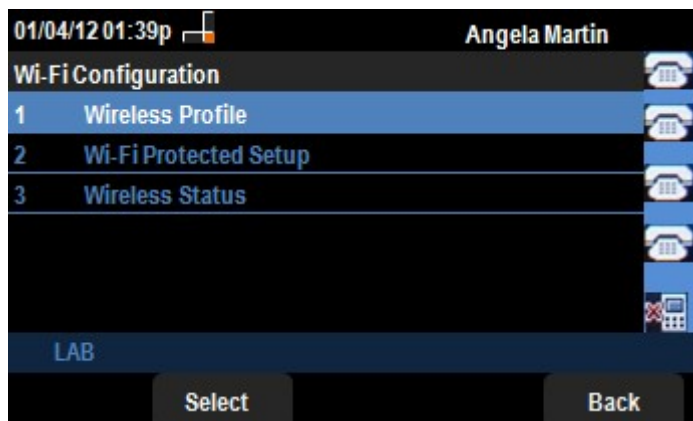 01/04/12 01:39p Angela Martin
Wi-Fi Configuration
1 Wireless Profile
2 Wi-Fi Protected Setup
3 Wireless Status
LAB
Select Back